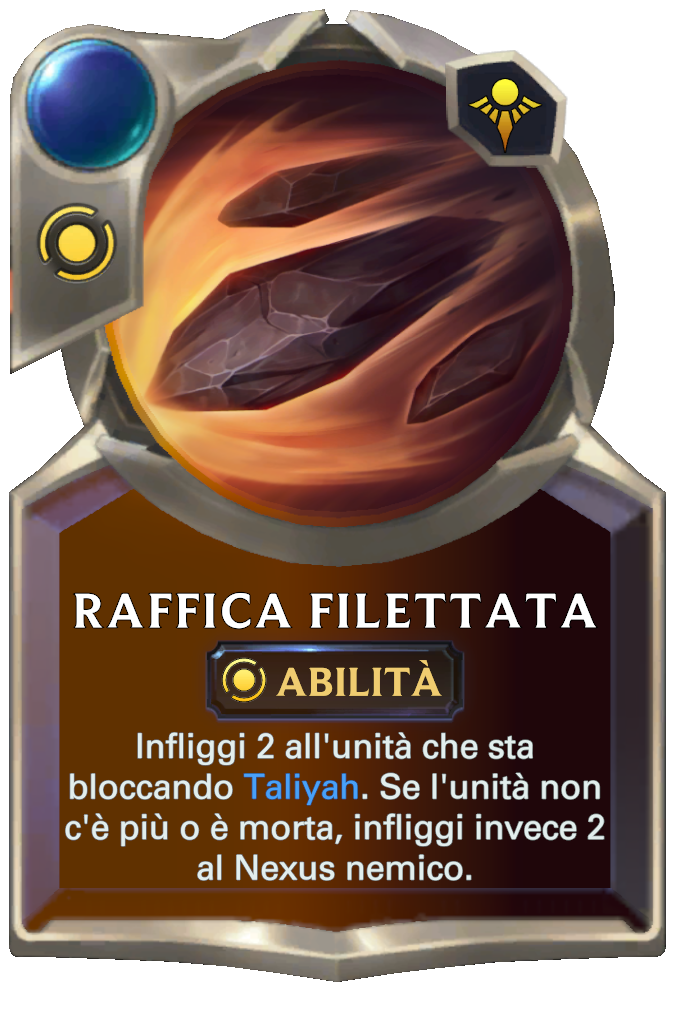 RAFFICA FILETTATA
ABILITÀ
Infliggi 2 all'unità che sta
bloccando Taliyah. Se l'unità non
c'è più o è morta, infliggi invece 2
al Nexus nemico.